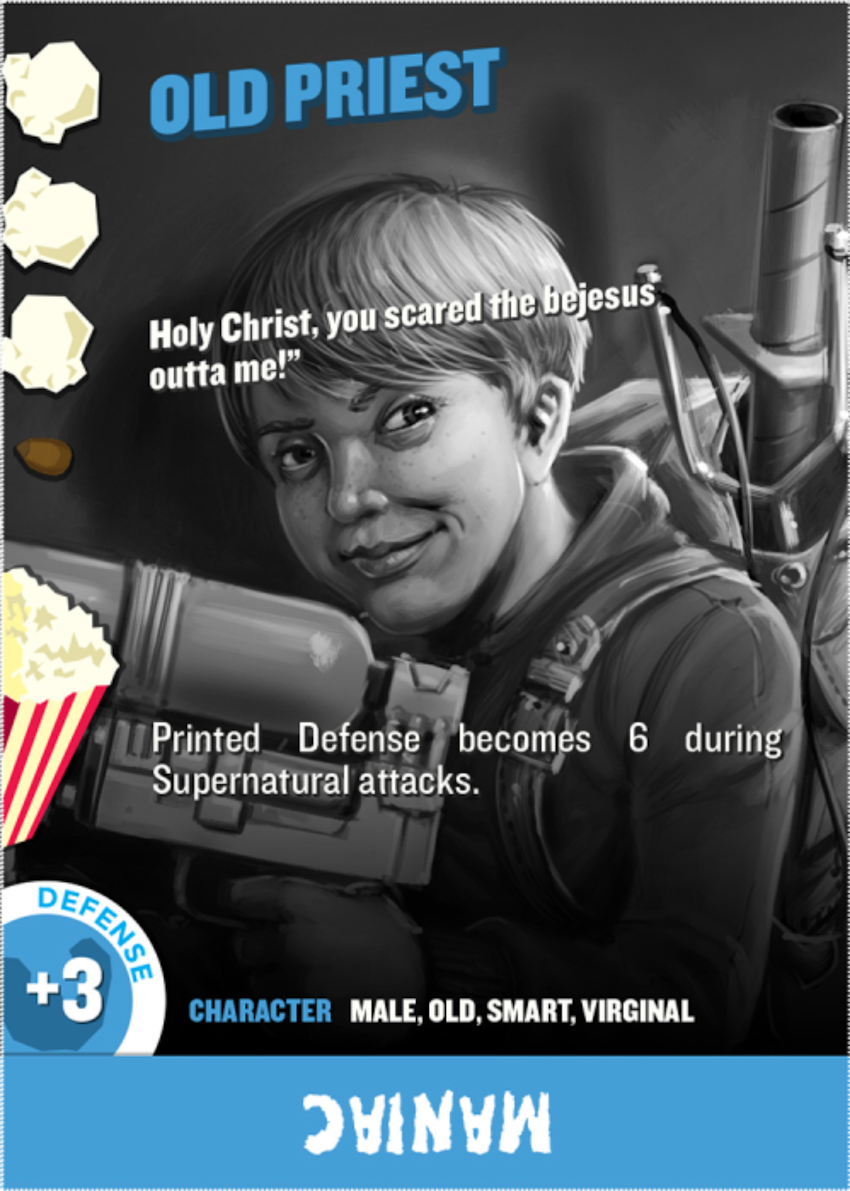 OLD PRIEST
Holy Christ, you scared the bejesus
outta me!”
Printed Defense becomes 6 during
Supernatural attacks.
DEFENSE
+3
CHARACTER MALE, OLD, SMART, VIRGINAL
MANIAC